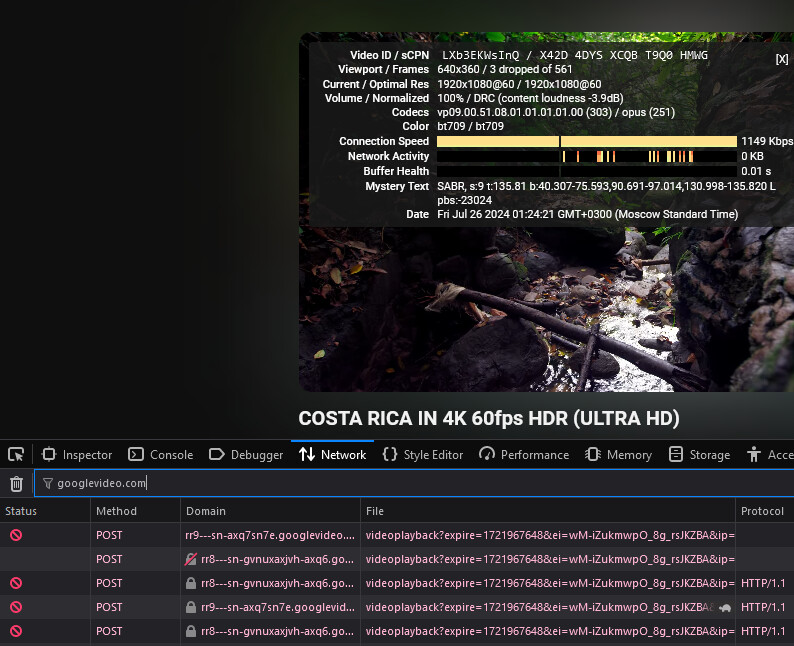 Video ID / sCPN LXb3EKWsInQ / X42D 4DYS XCQB T9Q0 HMWG
[X]
Viewport / Frames 640x360 / 3 dropped of 561
Current / Optimal Res 1920x1080@60 / 1920x1080@60
Volume / Normalized 100% / DRC (content loudness -3.9dB)
Codecs vp09.00.51.08.01.01.01.01.00 (303) / opus (251)
Color bt709 / bt709
Connection Speed 1149 Kbps
Network Activity 0 KB
Buffer Health 0.01 s
Mystery Text SABR, s:9 t:135.81 b:40.307-75.593,90.691-97.014,130.998-135.820 L
pbs:-23024
Date Fri Jul 26 2024 01:24:21 GMT+0300 (Moscow Standard Time)
COSTA RICA IN 4K 60fps HDR (ULTRA HD)
Inspector Console Debugger Network Style Editor Performance Memory Storage Acce
googlevideo.com
Status Method Domain File Protocol
POST rr9---sn-axq7sn7e.googlevideo.... videoplayback?expire=1721967648&ei=wM-iZukmwpO_8g_rsJKZBA&ip=
POST rr8---sn-gvnuxaxjvh-axq6.go... videoplayback?expire=1721967648&ei=wM-iZukmwpO_8g_rsJKZBA&ip=
POST rr8---sn-gvnuxaxjvh-axq6.go... videoplayback?expire=1721967648&ei=wM-iZukmwpO_8g_rsJKZBA&ip= HTTP/1.1
POST rr9---sn-axq7sn7e.googlevid... videoplayback?expire=1721967648&ei=wM-iZukmwpO_8g_rsJKZBA& HTTP/1.1
POST rr8---sn-gvnuxaxjvh-axq6.go... videoplayback?expire=1721967648&ei=wM-iZukmwpO_8g_rsJKZBA&ip= HTTP/1.1